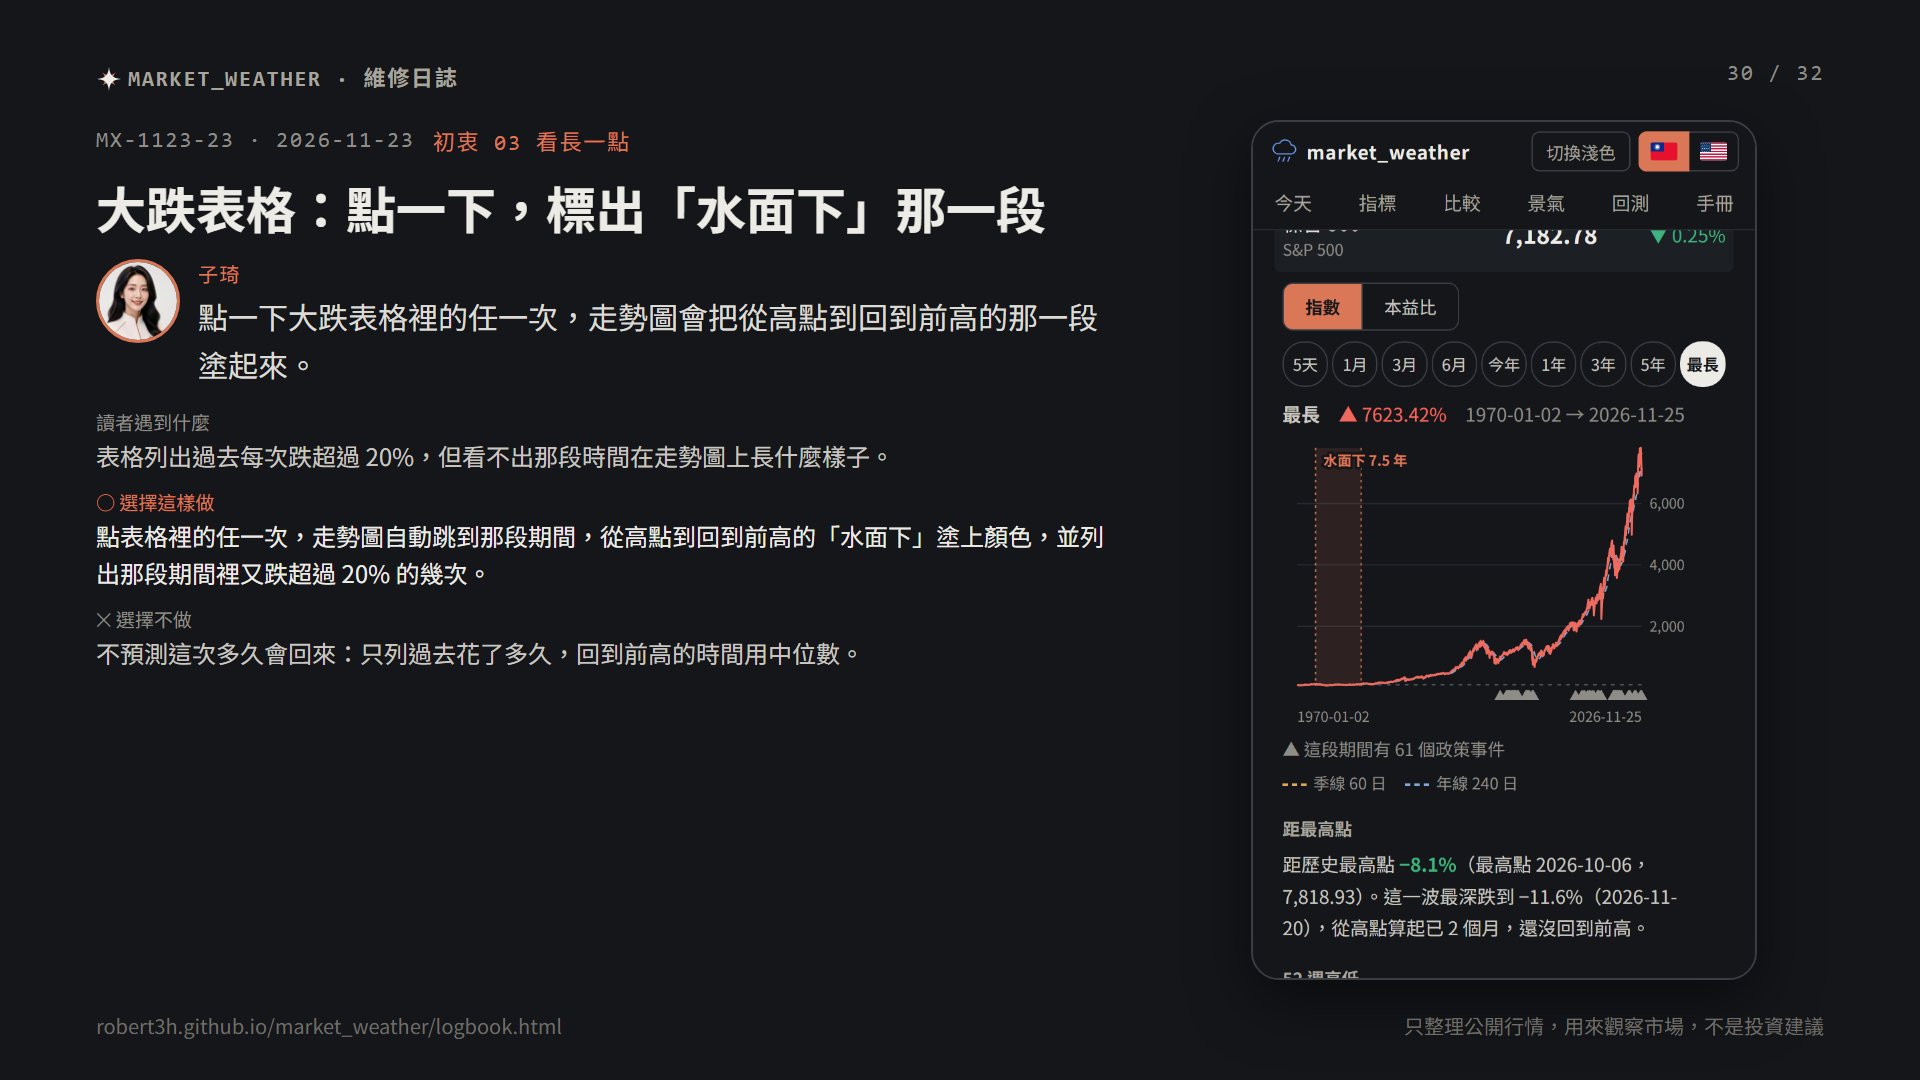 MARKET_WEATHER · 維修日誌
30 / 32
MX-1123-23 · 2026-11-23 初衷 03 看長一點
大跌表格：點一下，標出「水面下」那一段
子琦
點一下大跌表格裡的任一次，走勢圖會把從高點到回到前高的那一段
塗起來。
讀者遇到什麼
表格列出過去每次跌超過 20%，但看不出那段時間在走勢圖上長什麼樣子。
○ 選擇這樣做
點表格裡的任一次，走勢圖自動跳到那段期間，從高點到回到前高的「水面下」塗上顏色，並列
出那段期間裡又跌超過 20% 的幾次。
× 選擇不做
不預測這次多久會回來：只列過去花了多久，回到前高的時間用中位數。
market_weather
切換淺色
今天 指標 比較 景氣 回測 手冊
7,182.78 ▼ 0.25%
S&P 500
指數 本益比
5天 1月 3月 6月 今年 1年 3年 5年 最長
最長 ▲ 7623.42% 1970-01-02 → 2026-11-25
水面下 7.5 年
6,000
4,000
2,000
1970-01-02 2026-11-25
▲ 這段期間有 61 個政策事件
季線 60 日 年線 240 日
距最高點
距歷史最高點 −8.1%（最高點 2026-10-06，
7,818.93）。這一波最深跌到 −11.6%（2026-11-
20），從高點算起已 2 個月，還沒回到前高。
52 週高低
robert3h.github.io/market_weather/logbook.html
只整理公開行情，用來觀察市場，不是投資建議